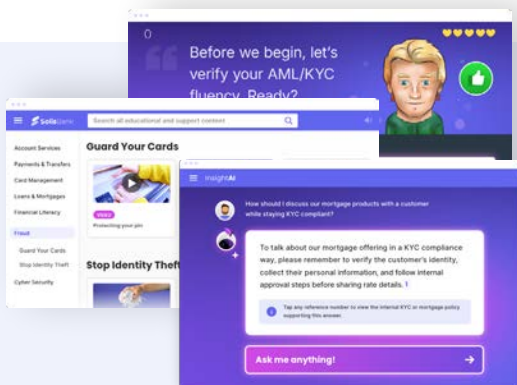 0
Before we begin, let's
verify your AML/KYC
fluency. Ready?
SolisBank
Search all educational and support content
Account Services
Payments & Transfers
Card Management
Loans & Mortgages
Financial Literacy
Fraud
Guard Your Cards
Stop Identity Theft
Cyber Security
Guard Your Cards
VIDEO
Protecting your pin
Stop Identity Theft
InsightAI
How should I discuss our mortgage products with a customer
while staying KYC compliant?
To talk about our mortgage offering in a KYC compliance
way, please remember to verify the customer's identity,
collect their personal information, and follow internal
approval steps before sharing rate details. 1
Tap any reference number to view the internal KYC or mortgage policy
supporting this answer.
Ask me anything!